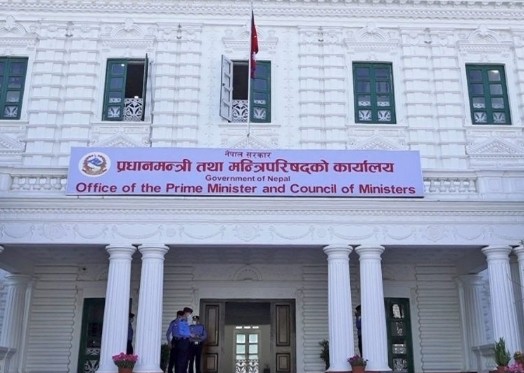 नेपाल सरकार
प्रधानमन्त्री तथा मन्त्रिपरिषद्को कार्यालय
Government of Nepal
Office of the Prime Minister and Council of Ministers